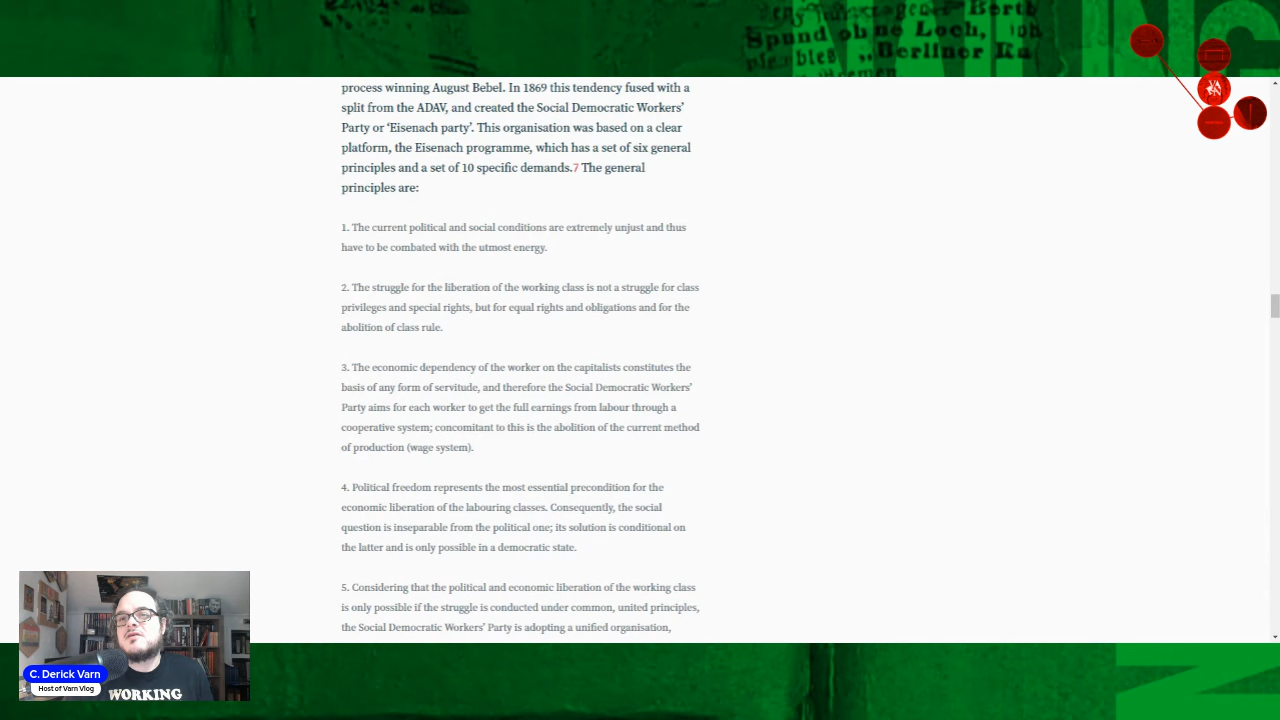 Spund ohne Loch,
"Berliner
process winning August Bebel. In 1869 this tendency fused with a
split from the ADAV, and created the Social Democratic Workers’
Party or ‘Eisenach party’. This organisation was based on a clear
platform, the Eisenach programme, which has a set of six general
principles and a set of 10 specific demands.7 The general
principles are:
1. The current political and social conditions are extremely unjust and thus
have to be combated with the utmost energy.
2. The struggle for the liberation of the working class is not a struggle for class
privileges and special rights, but for equal rights and obligations and for the
abolition of class rule.
3. The economic dependency of the worker on the capitalists constitutes the
basis of any form of servitude, and therefore the Social Democratic Workers’
Party aims for each worker to get the full earnings from labour through a
cooperative system; concomitant to this is the abolition of the current method
of production (wage system).
4. Political freedom represents the most essential precondition for the
economic liberation of the labouring classes. Consequently, the social
question is inseparable from the political one; its solution is conditional on
the latter and is only possible in a democratic state.
5. Considering that the political and economic liberation of the working class
is only possible if the struggle is conducted under common, united principles,
the Social Democratic Workers’ Party is adopting a unified organisation,
C. Derick Varn
Host of Varn Vlog
WORKING